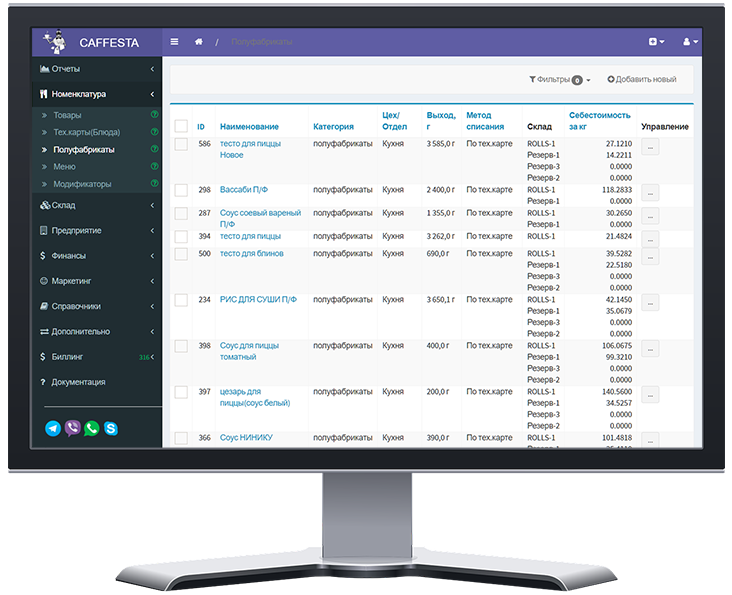 CAFFESTA
/ Полуфабрикаты
Отчеты
Номенклатура
Товары
Тех.карты(Блюда)
Полуфабрикаты
Меню
Модификаторы
Склад
Предприятие
Финансы
Маркетинг
Справочники
Дополнительно
Биллинг 316
Документация
Фильтры 0 Добавить новый
ID Наименование Категория Цех/ Отдел Выход, г Метод списания Склад Себестоимость за кг Управление
586 тесто для пиццы полуфабрикаты Кухня 3 585,0 г По тех.карте ROLLS-1 27.1210 ...
Новое Резерв-1 14.2211
Резерв-3 0.0000
Резерв-2 0.0000
298 Вассаби П/Ф полуфабрикаты Кухня 2 400,0 г По тех.карте ROLLS-1 118.2833 ...
Резерв-1 0.0000
287 Соус соевый вареный полуфабрикаты Кухня 1 355,0 г По тех.карте ROLLS-1 30.2650 ...
П/Ф Резерв-1 0.0000
394 тесто для пиццы полуфабрикаты Кухня 3 262,0 г По тех.карте ROLLS-1 21.4824 ...
500 тесто для блинов полуфабрикаты Кухня 690,0 г По тех.карте ROLLS-1 39.5282 ...
Резерв-1 22.5180
Резерв-3 0.0000
Резерв-2 0.0000
234 РИС ДЛЯ СУШИ П/Ф полуфабрикаты Кухня 3 650,1 г По тех.карте ROLLS-1 42.1450 ...
Резерв-1 35.0679
Резерв-3 0.0000
Резерв-2 0.0000
398 Соус для пиццы полуфабрикаты Кухня 400,0 г По тех.карте ROLLS-1 106.0675 ...
томатный Резерв-1 99.3210
Резерв-3 0.0000
Резерв-2 0.0000
397 цезарь для полуфабрикаты Кухня 200,0 г По тех.карте ROLLS-1 140.5600 ...
пиццы(соус белый) Резерв-1 34.5257
Резерв-3 0.0000
Резерв-2 0.0000
366 Соус НИНИКУ полуфабрикаты Кухня 390,0 г По тех.карте ROLLS-1 101.4818 ...